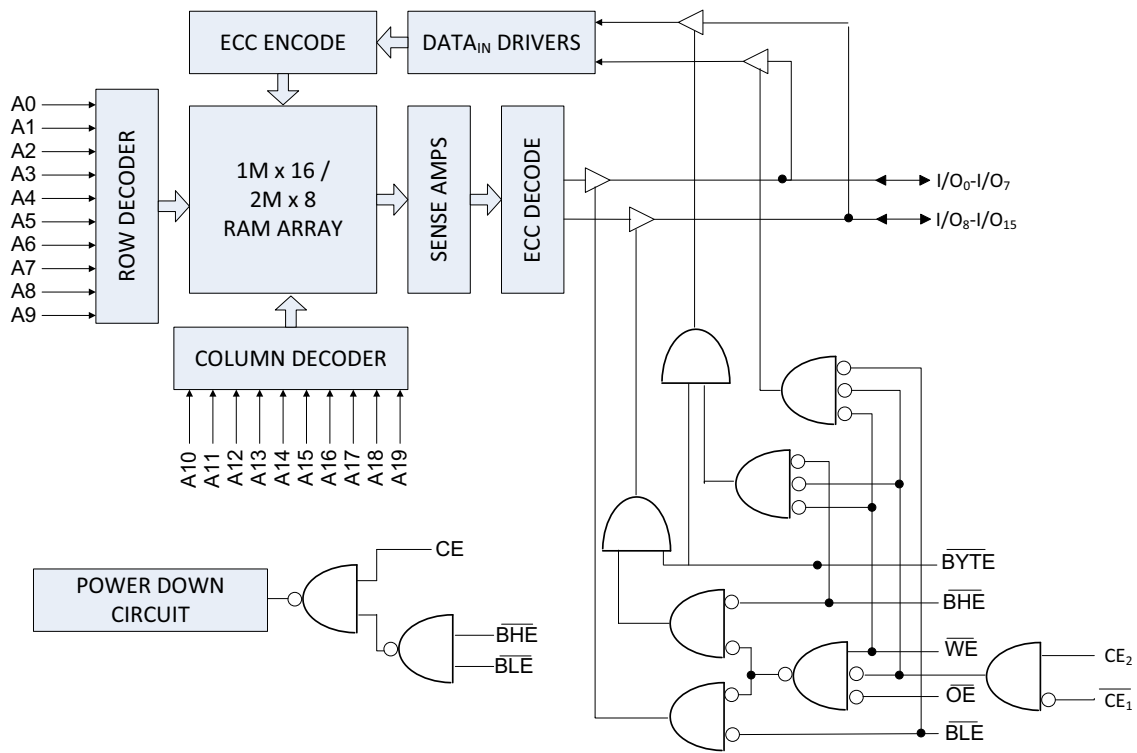 ECC ENCODE
DATAIN DRIVERS
A0
A1
A2
A3
A4
A5
A6
A7
A8
A9
ROW DECODER
1M x 16 /
2M x 8
RAM ARRAY
SENSE AMPS
ECC DECODE
I/O0-I/O7
I/O8-I/O15
COLUMN DECODER
A10
A11
A12
A13
A14
A15
A16
A17
A18
A19
CE
POWER DOWN
CIRCUIT
BHE
BLE
BYTE
BHE
WE
OE
BLE
CE2
CE1